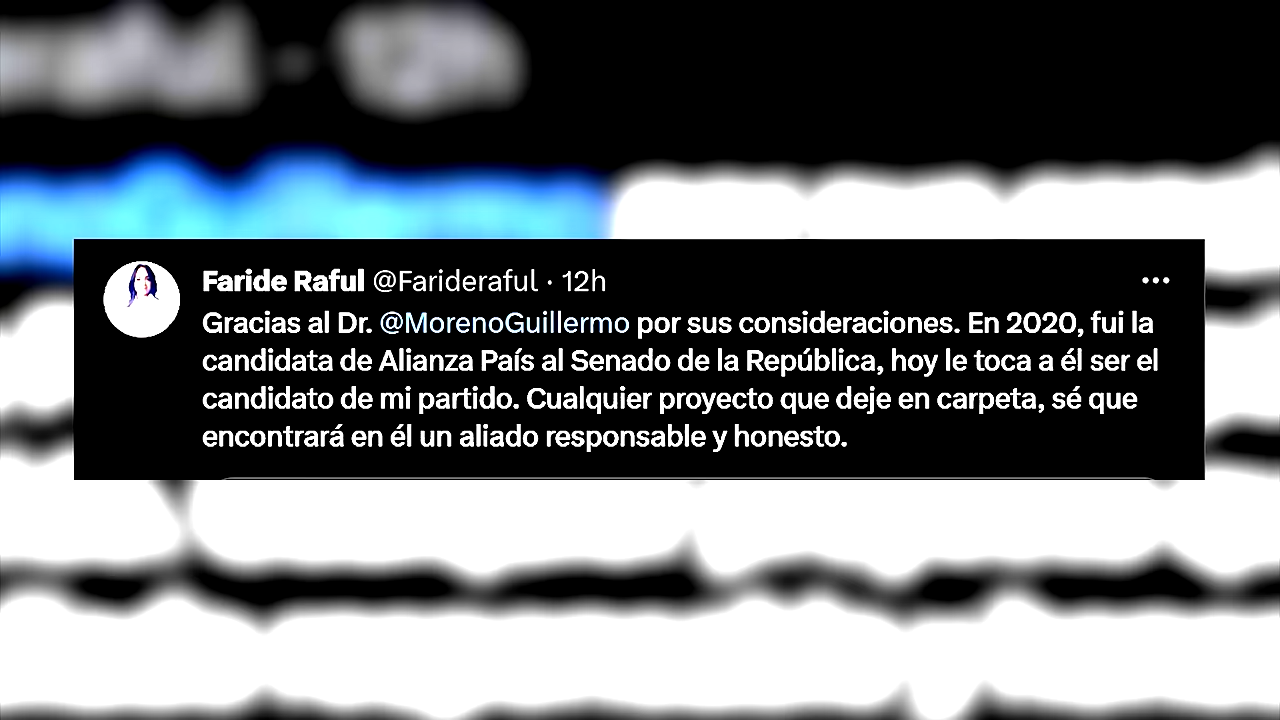 Faride Raful @Farideraful · 12h
Gracias al Dr. @MorenoGuillermo por sus consideraciones. En 2020, fui la
candidata de Alianza País al Senado de la República, hoy le toca a él ser el
candidato de mi partido. Cualquier proyecto que deje en carpeta, sé que
encontrará en él un aliado responsable y honesto.